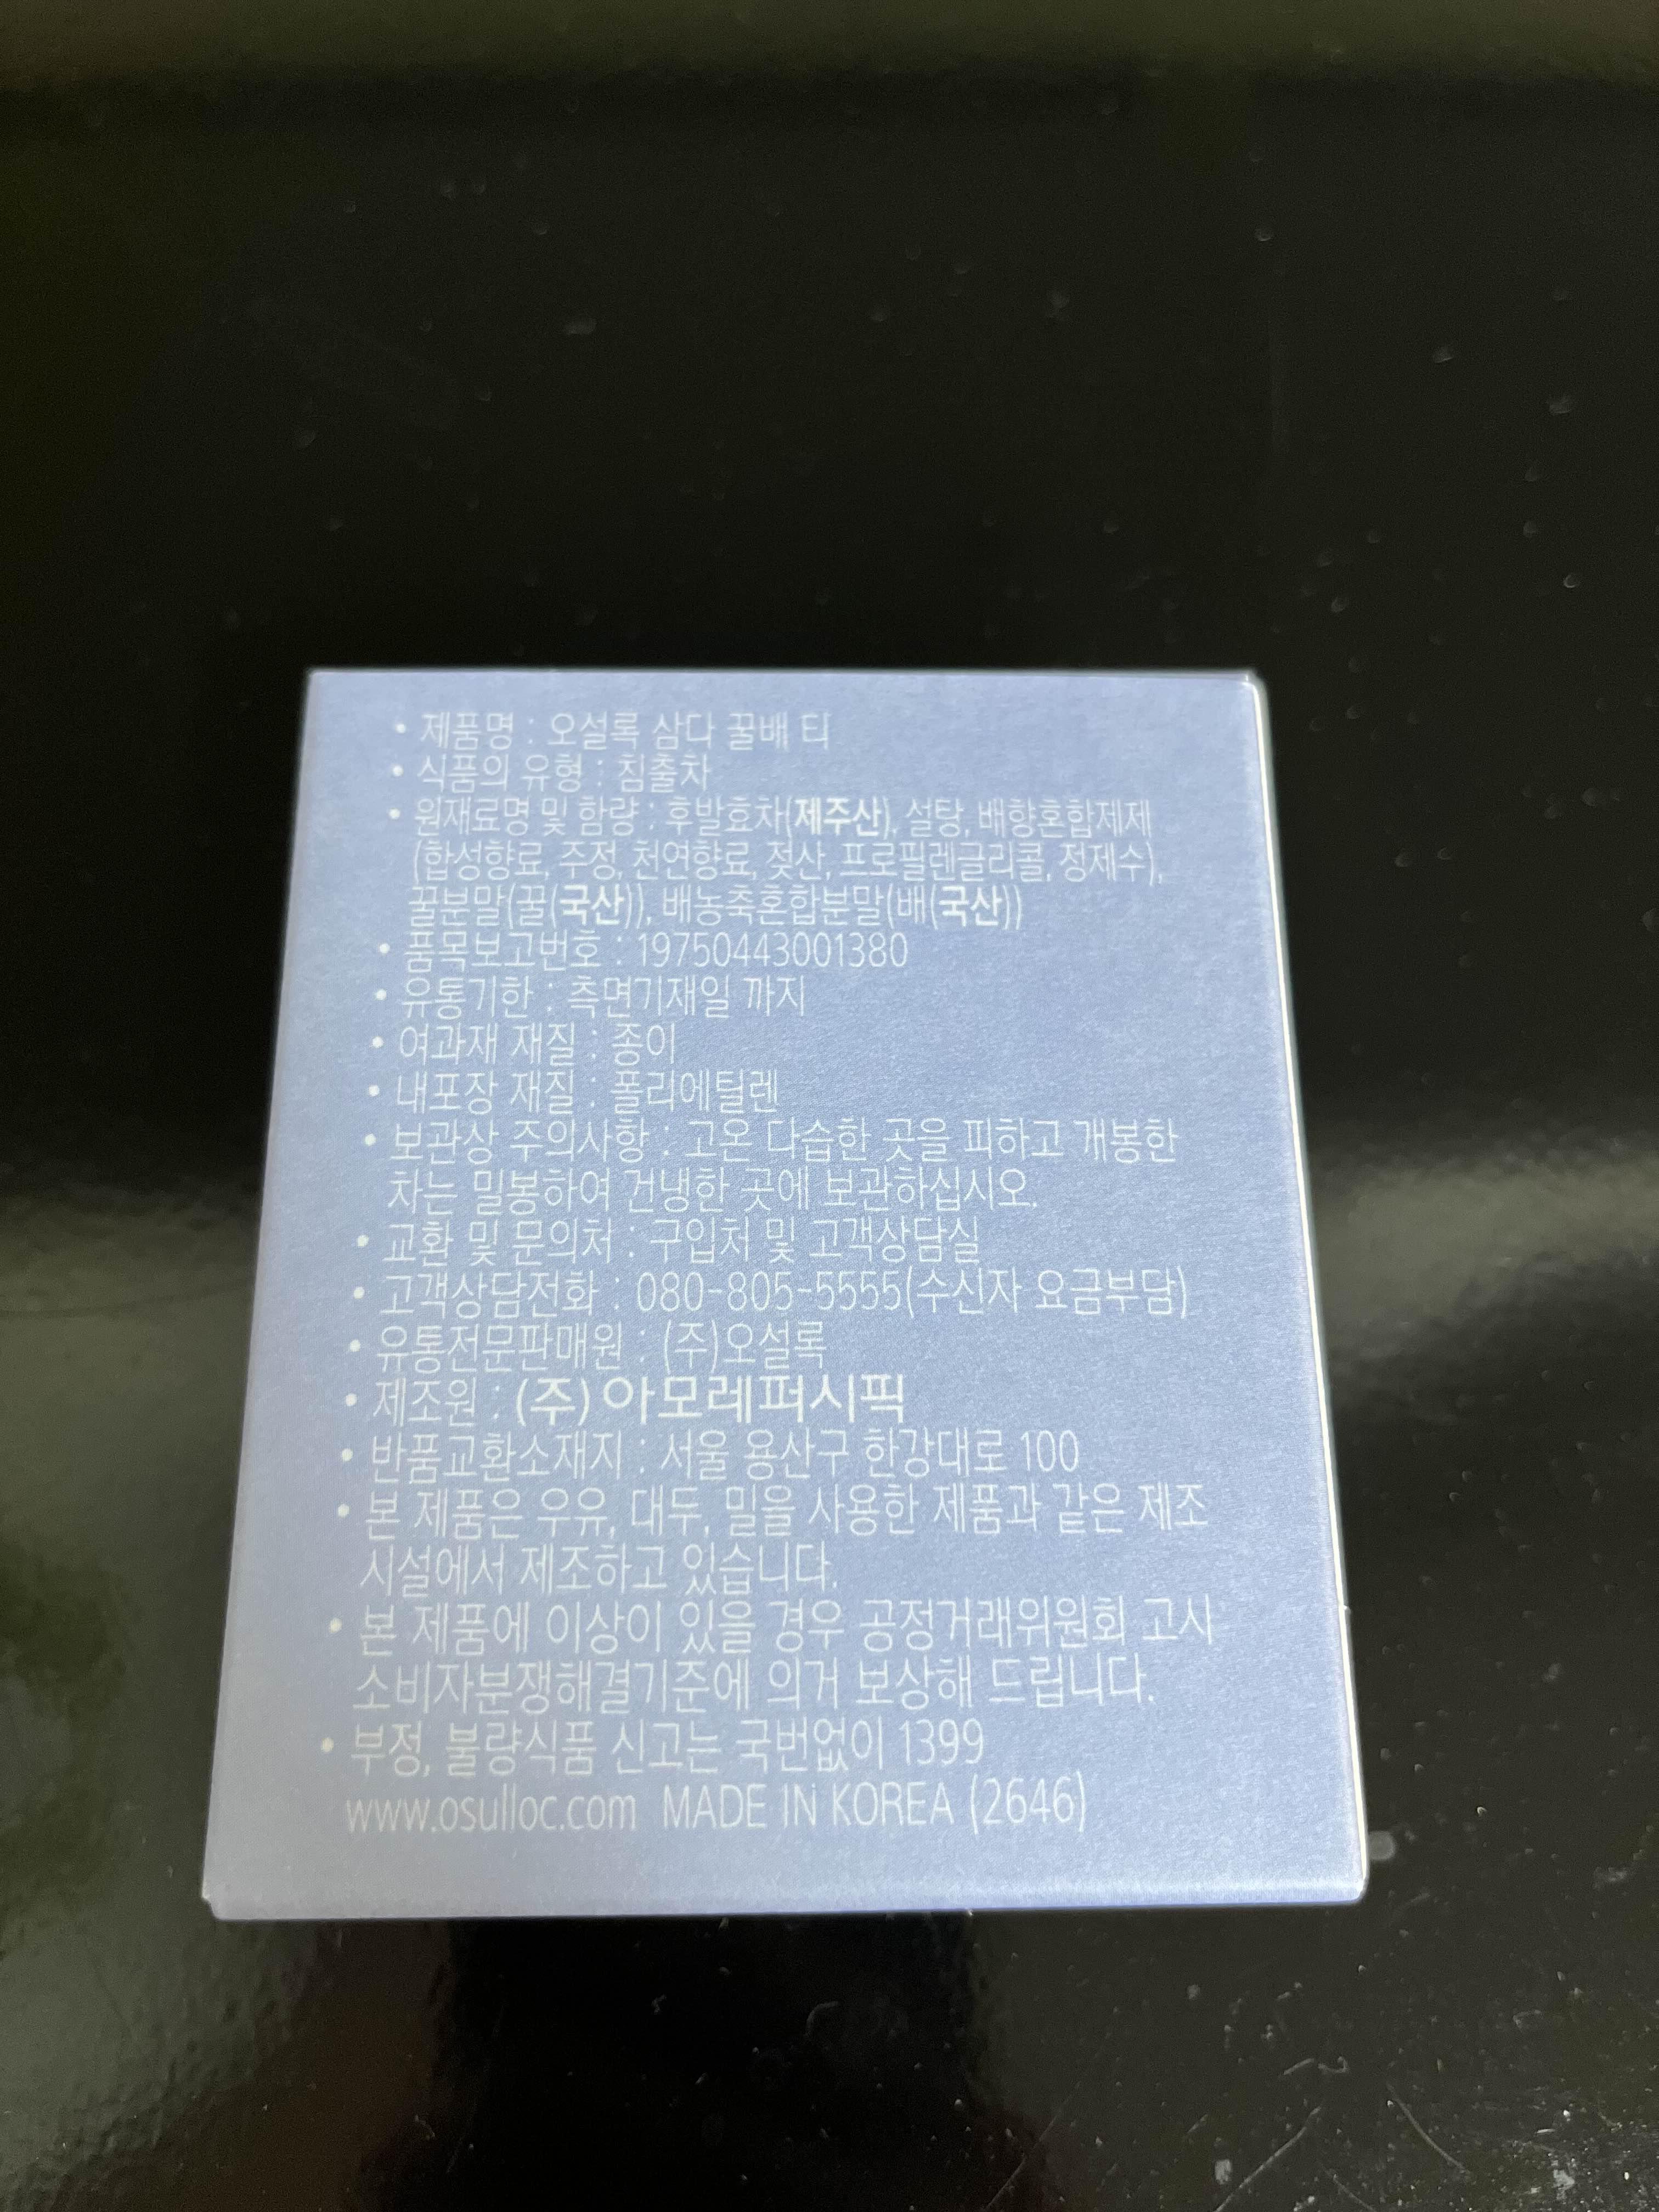 • 제품명 : 오설록 삼다 꿀배 티
• 식품의 유형 : 침출차
• 원재료명 및 함량 : 후발효차(제주산), 설탕, 배향혼합제제
(합성향료, 주정, 천연향료, 젖산, 프로필렌글리콜, 정제수),
꿀분말(꿀(국산)), 배농축혼합분말(배(국산))
• 품목보고번호 : 19750443001380
• 유통기한 : 측면기재일 까지
• 여과재 재질 : 종이
• 내포장 재질 : 폴리에틸렌
• 보관상 주의사항 : 고온 다습한 곳을 피하고 개봉한
차는 밀봉하여 건냉한 곳에 보관하십시오.
• 교환 및 문의처 : 구입처 및 고객상담실
• 고객상담전화 : 080-805-5555(수신자 요금부담)
• 유통전문판매원 : (주)오설록
• 제조원 : (주)아모레퍼시픽
• 반품교환소재지 : 서울 용산구 한강대로 100
• 본 제품은 우유, 대두, 밀을 사용한 제품과 같은 제조
시설에서 제조하고 있습니다.
• 본 제품에 이상이 있을 경우 공정거래위원회 고시
소비자분쟁해결기준에 의거 보상해 드립니다.
• 부정, 불량식품 신고는 국번없이 1399
www.osulloc.com MADE IN KOREA (2646)